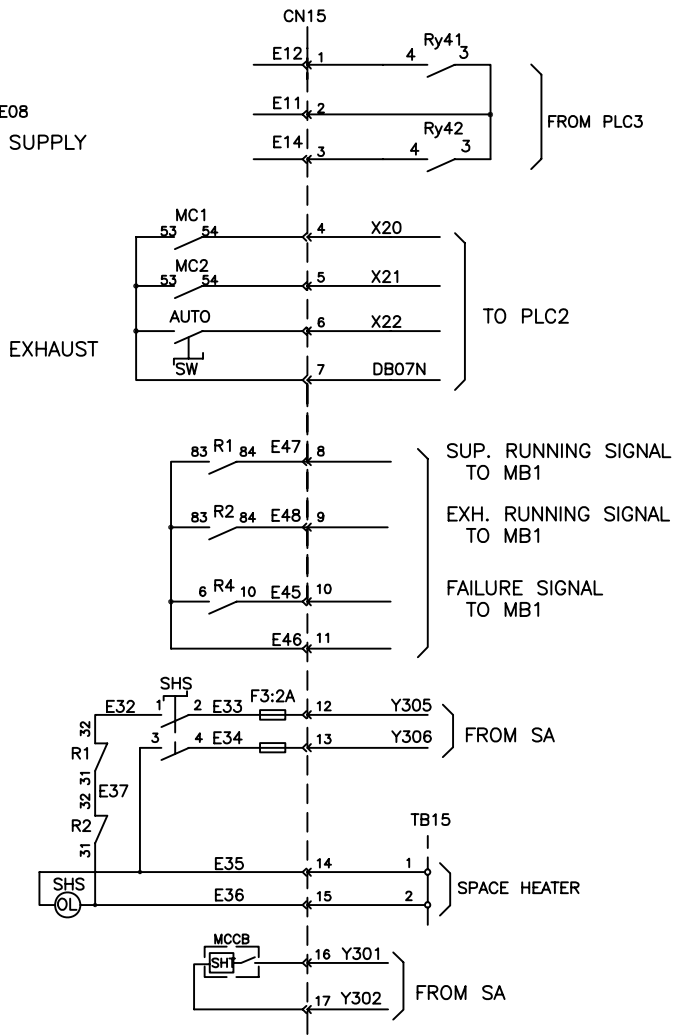 CN15
E12 1 4 Ry41 3
E08
E11 2
SUPPLY
FROM PLC3
E14 3 4 Ry42 3
MC1
53 54 4 X20
MC2
53 54 5 X21
AUTO 6 X22
TO PLC2
EXHAUST
SW 7 DB07N
83 R1 84 E47 8
SUP. RUNNING SIGNAL
TO MB1
83 R2 84 E48 9
EXH. RUNNING SIGNAL
TO MB1
6 R4 10 E45 10
FAILURE SIGNAL
TO MB1
E46 11
SHS
E32 1 2 E33 F3:2A 12 Y305
32
3 4 E34 13 Y306
FROM SA
R1
31
E37
32
R2
31
TB15
E35 14 1
SHS
OL
E36 15 2
SPACE HEATER
MCCB
SHT
16 Y301
17 Y302
FROM SA